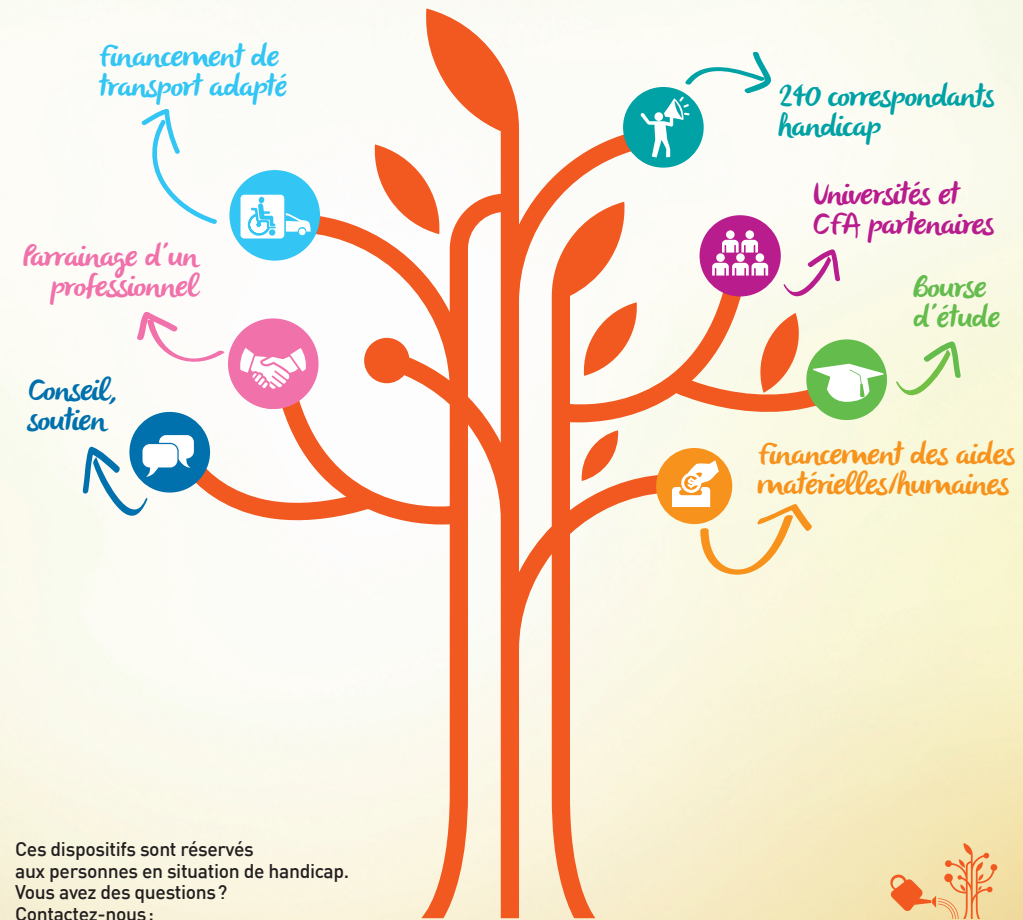 Financement de
transport adapté
240 correspondants
handicap
Universités et
CFA partenaires
Parrainage d'un
professionnel
Bourse
d'étude
Conseil,
soutien
Financement des aides
matérielles/humaines
Ces dispositifs sont réservés
aux personnes en situation de handicap.
Vous avez des questions ?
Contactez-nous :